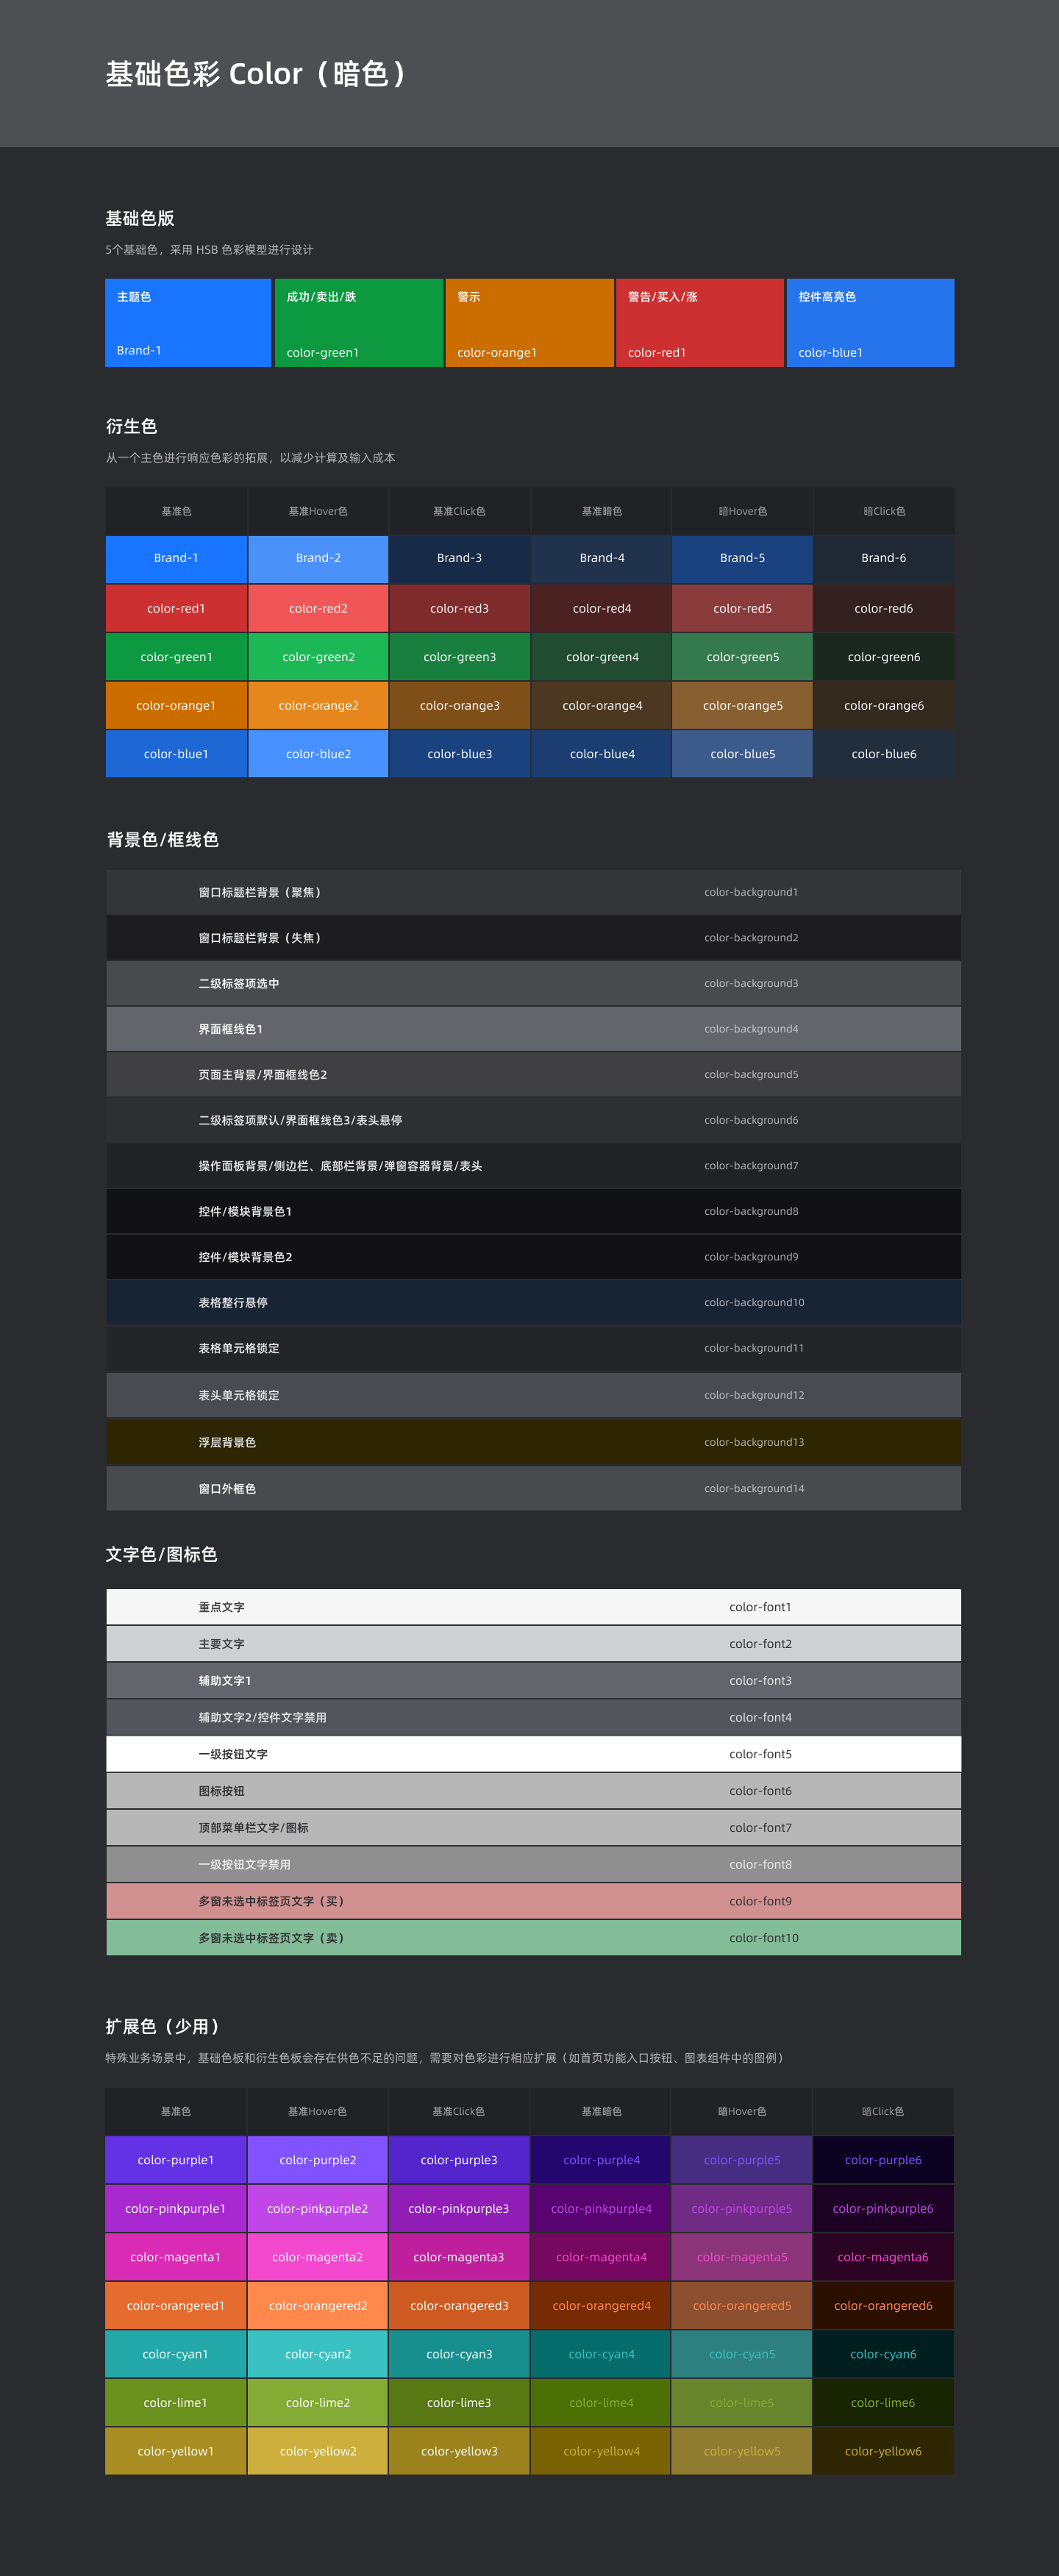 基础色彩 Color（暗色）
基础色版
5个基础色，采用 HSB 色彩模型进行设计
主题色 成功/卖出/跌 警示 警告/买入/涨 控件高亮色
Brand-1 color-green1 color-orange1 color-red1 color-blue1
衍生色
从一个主色进行响应色彩的拓展，以减少计算及输入成本
基准色 基准Hover色 基准Click色 基准暗色 暗Hover色 暗Click色
Brand-1 Brand-2 Brand-3 Brand-4 Brand-5 Brand-6
color-red1 color-red2 color-red3 color-red4 color-red5 color-red6
color-green1 color-green2 color-green3 color-green4 color-green5 color-green6
color-orange1 color-orange2 color-orange3 color-orange4 color-orange5 color-orange6
color-blue1 color-blue2 color-blue3 color-blue4 color-blue5 color-blue6
背景色/框线色
窗口标题栏背景（聚焦） color-background1
窗口标题栏背景（失焦） color-background2
二级标签项选中 color-background3
界面框线色1 color-background4
页面主背景/界面框线色2 color-background5
二级标签项默认/界面框线色3/表头悬停 color-background6
操作面板背景/侧边栏、底部栏背景/弹窗容器背景/表头 color-background7
控件/模块背景色1 color-background8
控件/模块背景色2 color-background9
表格整行悬停 color-background10
表格单元格锁定 color-background11
表头单元格锁定 color-background12
浮层背景色 color-background13
窗口外框色 color-background14
文字色/图标色
重点文字 color-font1
主要文字 color-font2
辅助文字1 color-font3
辅助文字2/控件文字禁用 color-font4
一级按钮文字 color-font5
图标按钮 color-font6
顶部菜单栏文字/图标 color-font7
一级按钮文字禁用 color-font8
多窗未选中标签页文字（买） color-font9
多窗未选中标签页文字（卖） color-font10
扩展色（少用）
特殊业务场景中，基础色板和衍生色板会存在供色不足的问题，需要对色彩进行相应扩展（如首页功能入口按钮、图表组件中的图例）
基准色 基准Hover色 基准Click色 基准暗色 暗Hover色 暗Click色
color-purple1 color-purple2 color-purple3 color-purple4 color-purple5 color-purple6
color-pinkpurple1 color-pinkpurple2 color-pinkpurple3 color-pinkpurple4 color-pinkpurple5 color-pinkpurple6
color-magenta1 color-magenta2 color-magenta3 color-magenta4 color-magenta5 color-magenta6
color-orangered1 color-orangered2 color-orangered3 color-orangered4 color-orangered5 color-orangered6
color-cyan1 color-cyan2 color-cyan3 color-cyan4 color-cyan5 color-cyan6
color-lime1 color-lime2 color-lime3 color-lime4 color-lime5 color-lime6
color-yellow1 color-yellow2 color-yellow3 color-yellow4 color-yellow5 color-yellow6